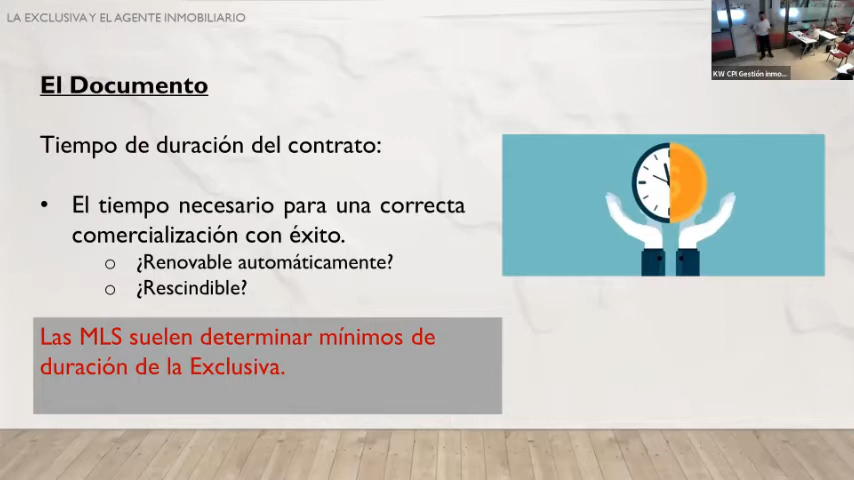 LA EXCLUSIVA Y EL AGENTE INMOBILIARIO
KW CPI Gestión inmo...
El Documento
Tiempo de duración del contrato:
• El tiempo necesario para una correcta
comercialización con éxito.
o ¿Renovable automáticamente?
o ¿Rescindible?
Las MLS suelen determinar mínimos de
duración de la Exclusiva.